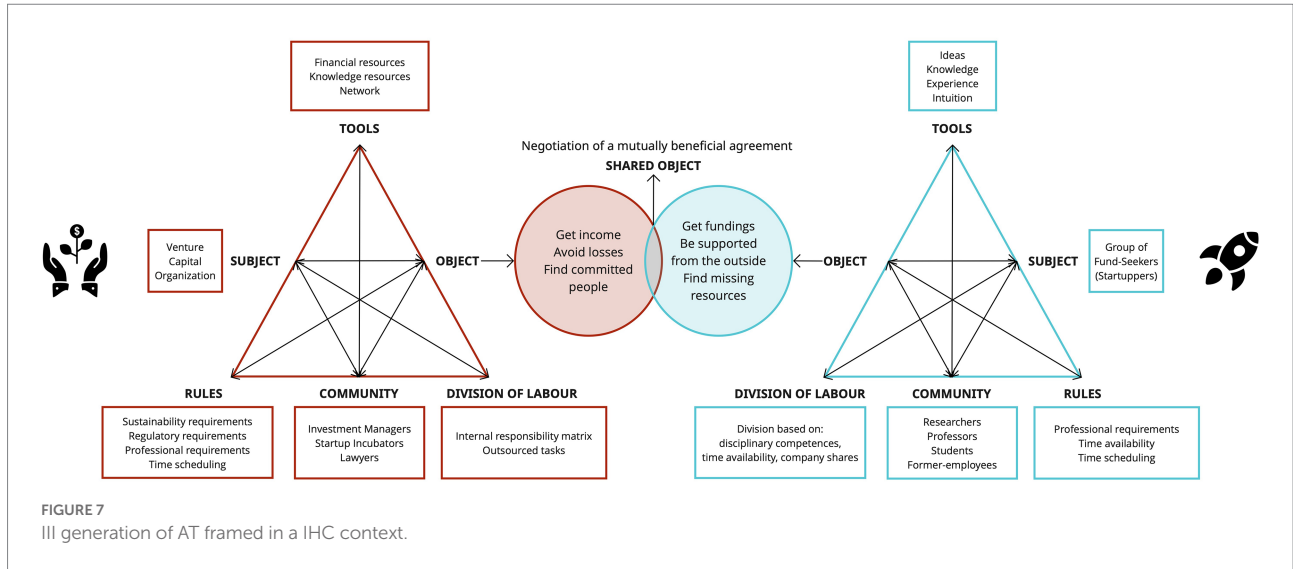 Financial resources
Knowledge resources
Network
TOOLS
Ideas
Knowledge
Experience
Intuition
TOOLS
Negotiation of a mutually beneficial agreement
SHARED OBJECT
$
Venture
Capital
Organization
SUBJECT
OBJECT
Get income
Avoid losses
Find committed
people
Get fundings
Be supported
from the outside
Find missing
resources
OBJECT
SUBJECT
Group of
Fund-Seekers
(Startuppers)
RULES
Sustainability requirements
Regulatory requirements
Professional requirements
Time scheduling
COMMUNITY
Investment Managers
Startup Incubators
Lawyers
DIVISION OF LABOUR
Internal responsibility matrix
Outsourced tasks
DIVISION OF LABOUR
Division based on:
disciplinary competences,
time availability, company shares
COMMUNITY
Researchers
Professors
Students
Former-employees
RULES
Professional requirements
Time availability
Time scheduling
FIGURE 7
III generation of AT framed in a IHC context.